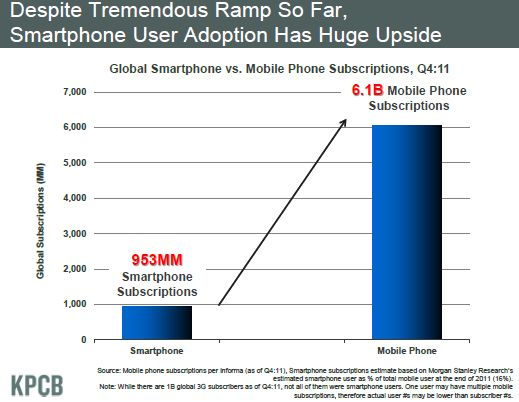 Despite Tremendous Ramp So Far,
Smartphone User Adoption Has Huge Upside
Global Smartphone vs. Mobile Phone Subscriptions, Q4:11
7,000
6,000
5,000
4,000
3,000
2,000
1,000
0
Global Subscriptions (MM)
6.1B Mobile Phone
Subscriptions
953MM
Smartphone
Subscriptions
Smartphone
Mobile Phone
KPCB
Source: Mobile phone subscriptions per Informa (as of Q4:11), Smartphone subscriptions estimate based on Morgan Stanley Research's
estimated smartphone user as % of total mobile user at the end of 2011 (16%).
Note: While there are 1B global 3G subscribers as of Q4:11, not all of them were smartphone users. One user may have multiple mobile
subscriptions, therefore actual user #s may be lower than subscriber #s.